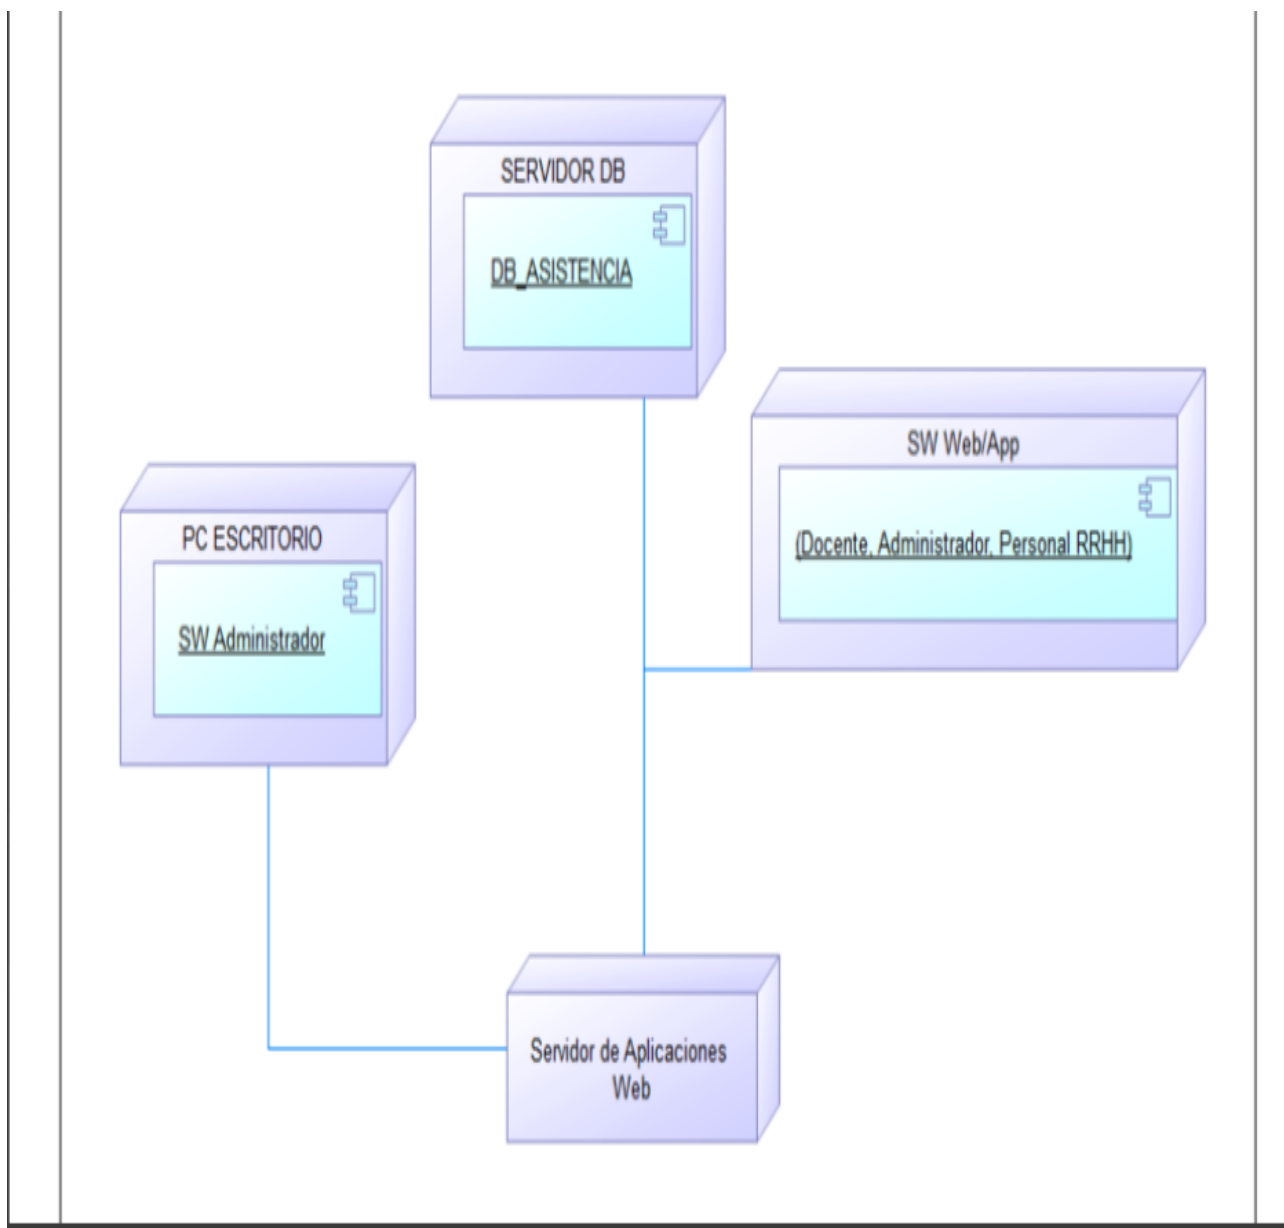 SERVIDOR DB
DB_ASISTENCIA
SW Web/App
(Docente, Administrador, Personal RRHH)
PC ESCRITORIO
SW Administrador
Servidor de Aplicaciones
Web